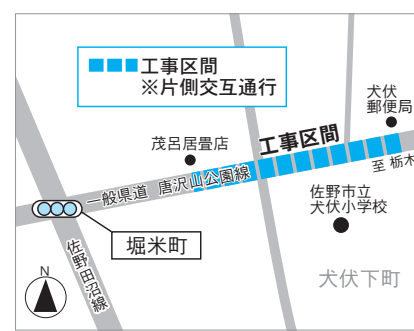 工事区間
※片側交互通行
犬伏
郵便局
茂呂居畳店
工事区間
至 栃木
一般県道 唐沢山公園線
佐野市立
犬伏小学校
堀米町
佐野田沼線
犬伏下町
N